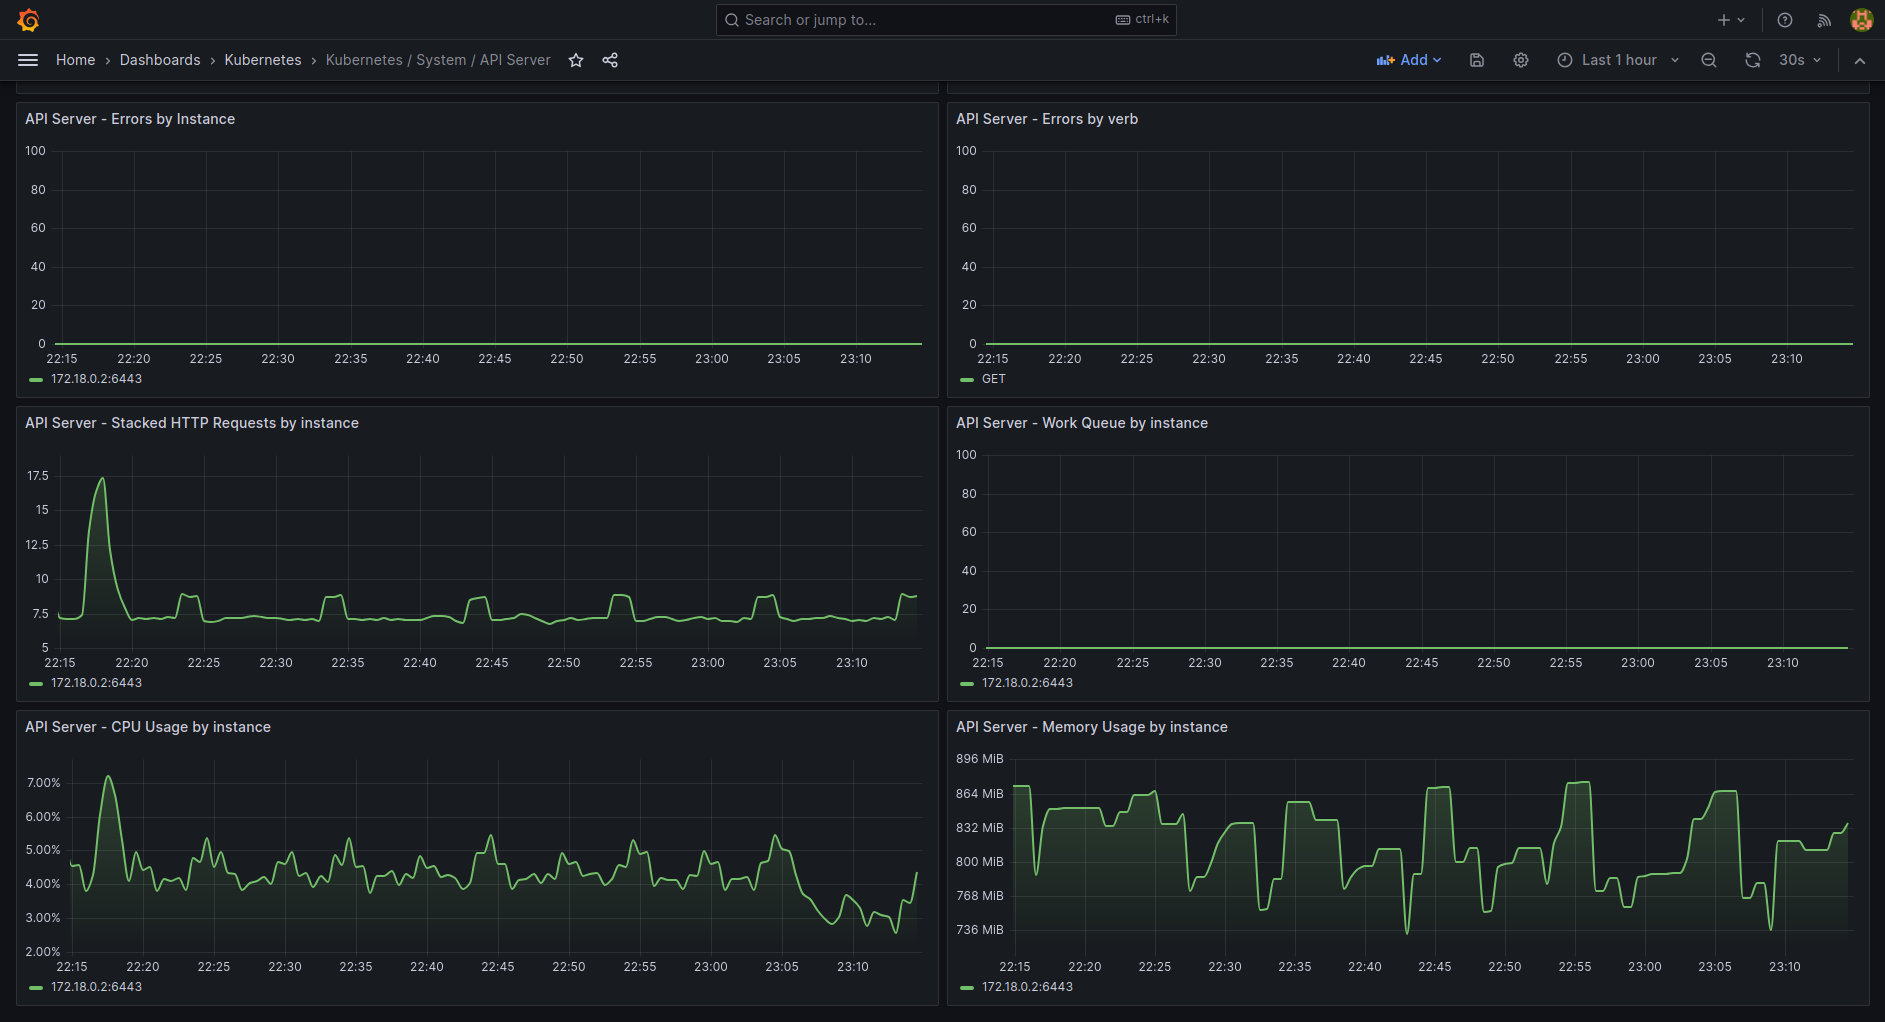 Search or jump to... ctrl+k
Home › Dashboards › Kubernetes › Kubernetes / System / API Server Add Last 1 hour 30s
API Server - Errors by Instance
100
80
60
40
20
0
22:15 22:20 22:25 22:30 22:35 22:40 22:45 22:50 22:55 23:00 23:05 23:10
172.18.0.2:6443
API Server - Errors by verb
100
80
60
40
20
0
22:15 22:20 22:25 22:30 22:35 22:40 22:45 22:50 22:55 23:00 23:05 23:10
GET
API Server - Stacked HTTP Requests by instance
17.5
15
12.5
10
7.5
5
22:15 22:20 22:25 22:30 22:35 22:40 22:45 22:50 22:55 23:00 23:05 23:10
172.18.0.2:6443
API Server - Work Queue by instance
100
80
60
40
20
0
22:15 22:20 22:25 22:30 22:35 22:40 22:45 22:50 22:55 23:00 23:05 23:10
172.18.0.2:6443
API Server - CPU Usage by instance
7.00%
6.00%
5.00%
4.00%
3.00%
2.00%
22:15 22:20 22:25 22:30 22:35 22:40 22:45 22:50 22:55 23:00 23:05 23:10
172.18.0.2:6443
API Server - Memory Usage by instance
896 MiB
864 MiB
832 MiB
800 MiB
768 MiB
736 MiB
22:15 22:20 22:25 22:30 22:35 22:40 22:45 22:50 22:55 23:00 23:05 23:10
172.18.0.2:6443